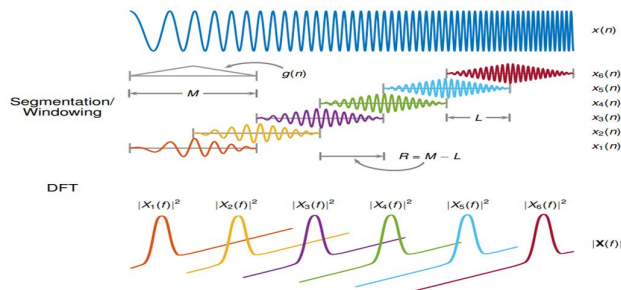 x(n)
g(n)
x₆(n)
x₅(n)
x₄(n)
x₃(n)
x₂(n)
x₁(n)
Segmentation/
Windowing
M
L
R = M − L
DFT
|X₁(f)|² |X₂(f)|² |X₃(f)|² |X₄(f)|² |X₅(f)|² |X₆(f)|²
|X(f)|